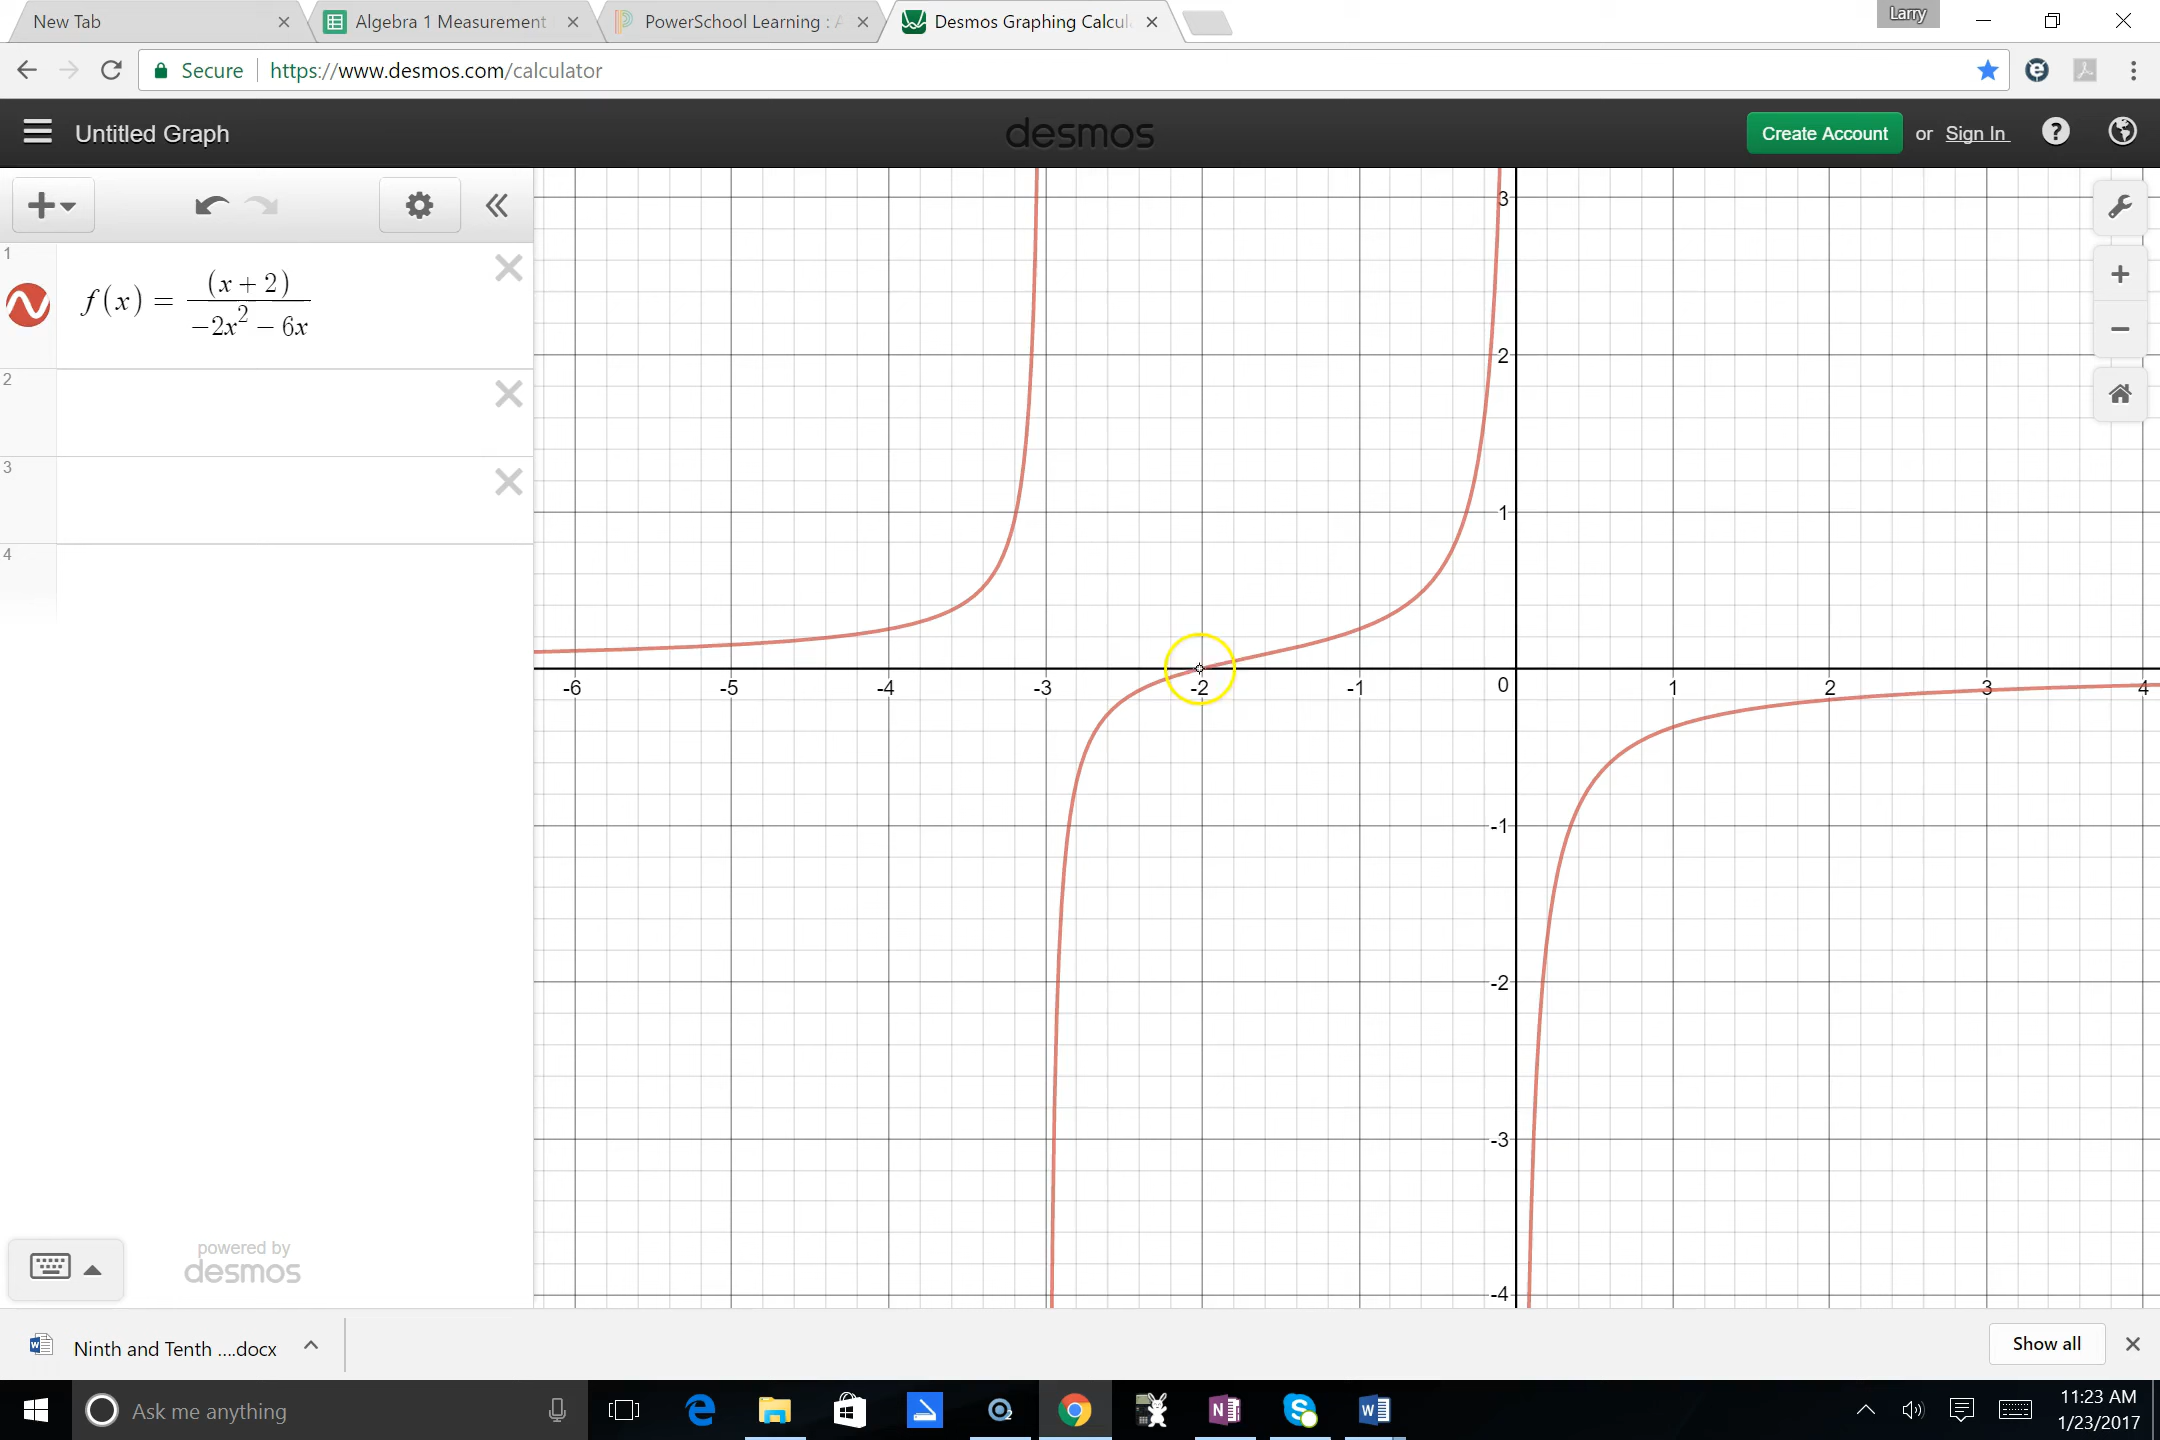 New Tab
Algebra 1 Measurement
PowerSchool Learning : A
Desmos Graphing Calcul
Larry
Secure
https://www.desmos.com/calculator
Untitled Graph
desmos
Create Account
or
Sign In
?
1
f(x) = (x + 2) / −2x² − 6x
2
3
4
3
2
1
-6
-5
-4
-3
-2
-1
0
1
2
3
4
-1
-2
-3
-4
powered by
desmos
Ninth and Tenth ....docx
Show all
Ask me anything
11:23 AM
1/23/2017